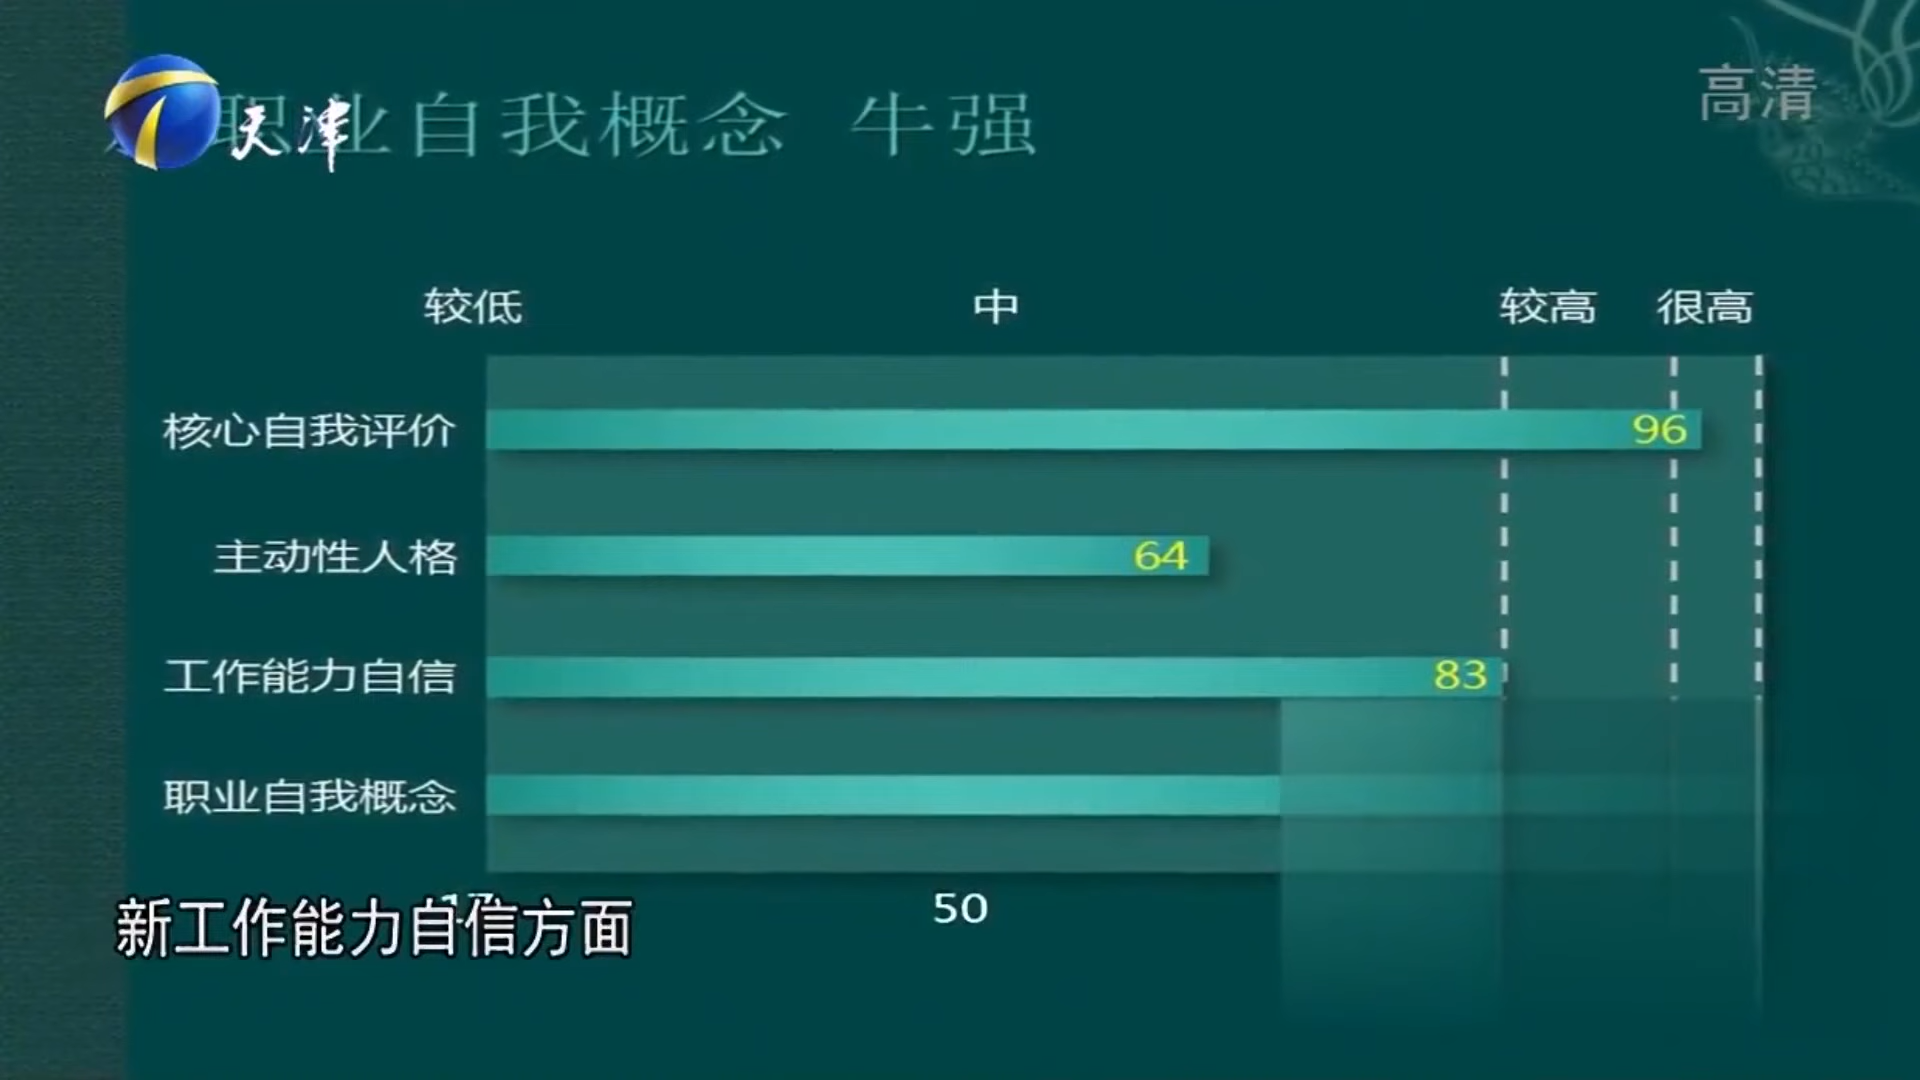 天津
职业自我概念 牛强
高清
较低 中 较高 很高
核心自我评价 96
主动性人格 64
工作能力自信 83
职业自我概念
50
新工作能力自信方面